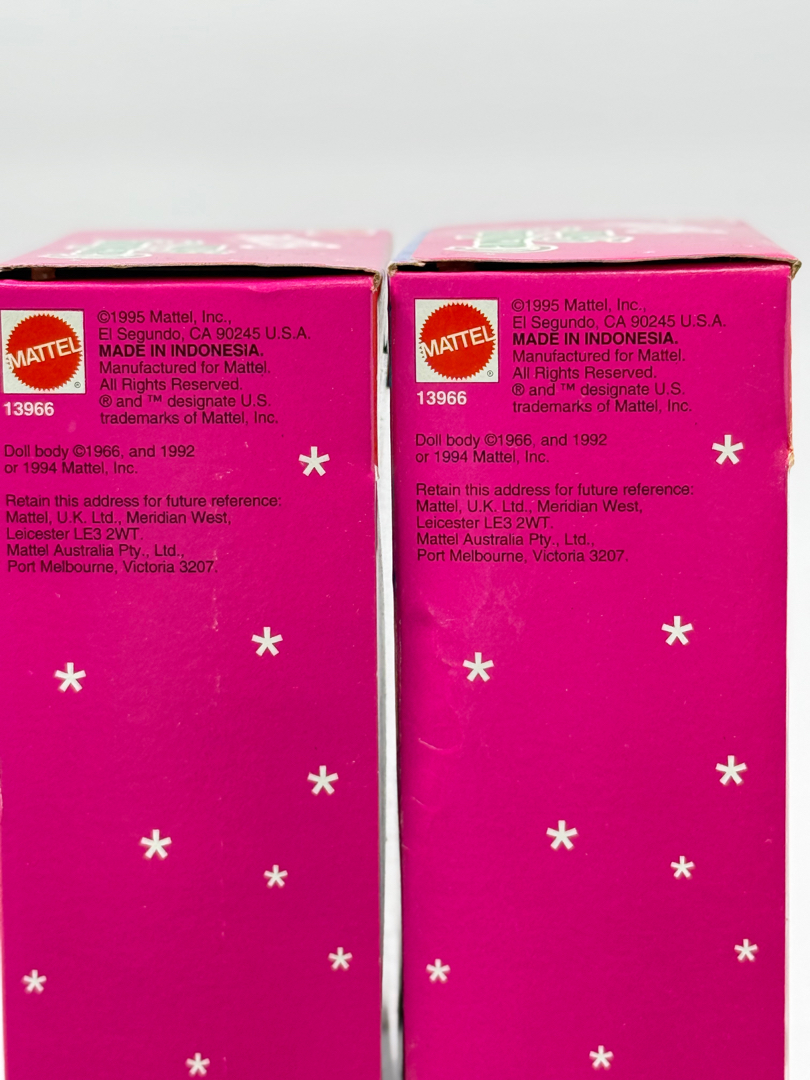 MATTEL
®
13966
©1995 Mattel, Inc.,
El Segundo, CA 90245 U.S.A.
MADE IN INDONESIA.
Manufactured for Mattel.
All Rights Reserved.
® and ™ designate U.S.
trademarks of Mattel, Inc.
Doll body ©1966, and 1992
or 1994 Mattel, Inc.
Retain this address for future reference:
Mattel, U.K. Ltd., Meridian West,
Leicester LE3 2WT.
Mattel Australia Pty., Ltd.,
Port Melbourne, Victoria 3207.
MATTEL
®
13966
©1995 Mattel, Inc.,
El Segundo, CA 90245 U.S.A.
MADE IN INDONESIA.
Manufactured for Mattel.
All Rights Reserved.
® and ™ designate U.S.
trademarks of Mattel, Inc.
Doll body ©1966, and 1992
or 1994 Mattel, Inc.
Retain this address for future reference:
Mattel, U.K. Ltd., Meridian West,
Leicester LE3 2WT.
Mattel Australia Pty., Ltd.,
Port Melbourne, Victoria 3207.